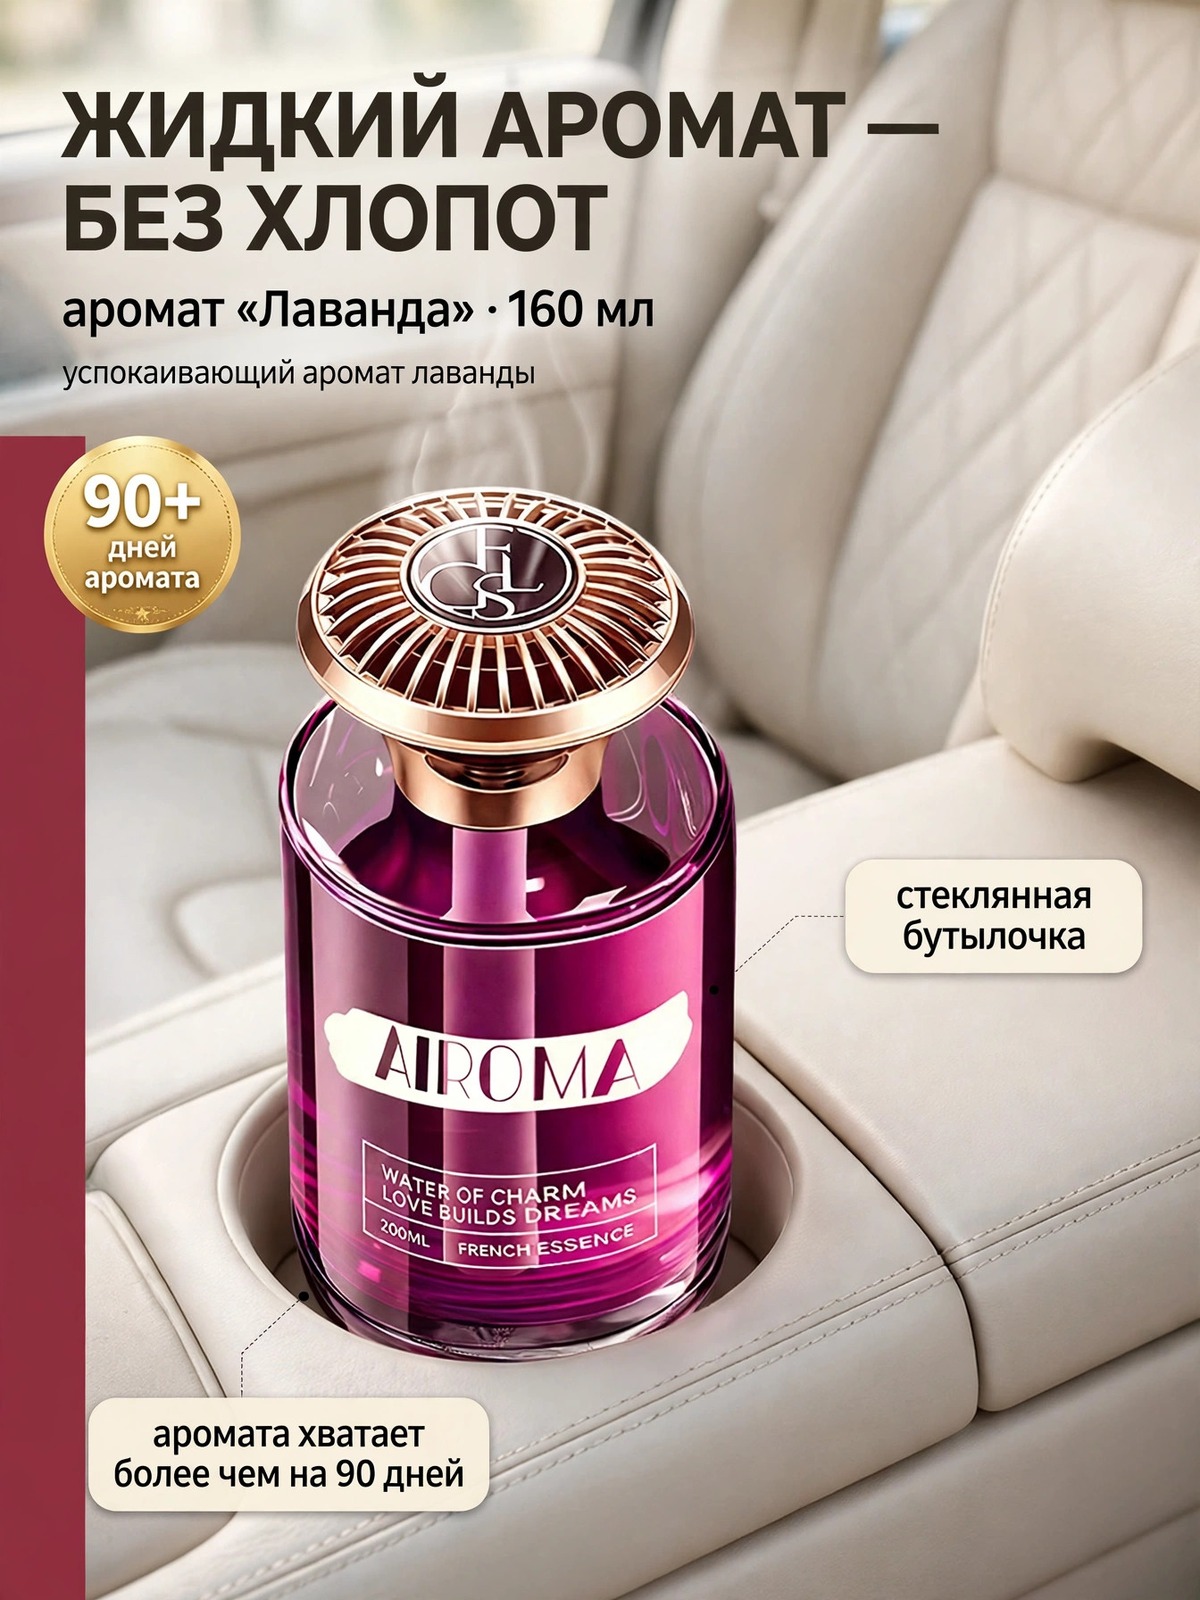 ЖИДКИЙ АРОМАТ —
БЕЗ ХЛОПОТ
аромат «Лаванда» · 160 мл
успокаивающий аромат лаванды
90+
дней
аромата
FLCS
стеклянная
бутылочка
AIROMA
WATER OF CHARM
LOVE BUILDS DREAMS
200ML FRENCH ESSENCE
аромата хватает
более чем на 90 дней